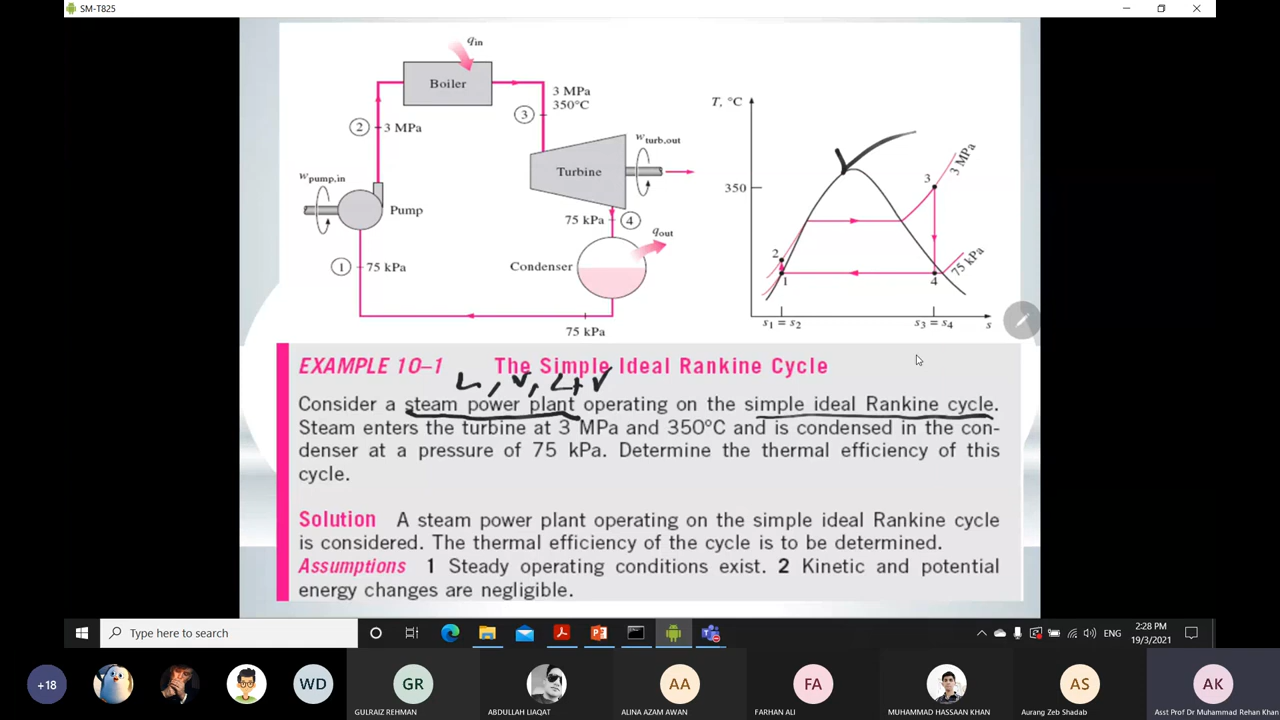 SM-T825
qin
Boiler
3 MPa
350°C
3
2
3 MPa
wturb,out
Turbine
wpump,in
Pump
75 kPa
4
qout
1
75 kPa
Condenser
75 kPa
T, °C
350
3
3 MPa
2
1
4
75 kPa
s1 = s2
s3 = s4
s
EXAMPLE 10–1 The Simple Ideal Rankine Cycle
L, V, L+V
Consider a steam power plant operating on the simple ideal Rankine cycle.
Steam enters the turbine at 3 MPa and 350°C and is condensed in the con-
denser at a pressure of 75 kPa. Determine the thermal efficiency of this
cycle.
Solution A steam power plant operating on the simple ideal Rankine cycle
is considered. The thermal efficiency of the cycle is to be determined.
Assumptions 1 Steady operating conditions exist. 2 Kinetic and potential
energy changes are negligible.
Type here to search
ENG
2:28 PM
19/3/2021
+18
WD
GR
AA
FA
AS
AK
GULRAIZ REHMAN
ABDULLAH LIAQAT
ALINA AZAM AWAN
FARHAN ALI
MUHAMMAD HASSAAN KHAN
Aurang Zeb Shadab
Asst Prof Dr Muhammad Rehan Khan